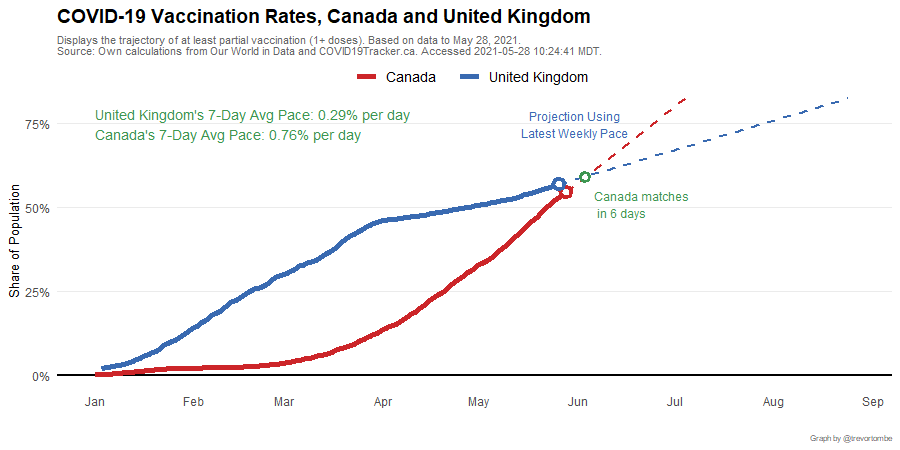 COVID-19 Vaccination Rates, Canada and United Kingdom
Displays the trajectory of at least partial vaccination (1+ doses). Based on data to May 28, 2021.
Source: Own calculations from Our World in Data and COVID19Tracker.ca. Accessed 2021-05-28 10:24:41 MDT.
Canada United Kingdom
United Kingdom's 7-Day Avg Pace: 0.29% per day
Canada's 7-Day Avg Pace: 0.76% per day
Projection Using
Latest Weekly Pace
Canada matches
in 6 days
Share of Population
75%
50%
25%
0%
Jan Feb Mar Apr May Jun Jul Aug Sep
Graph by @trevortombe